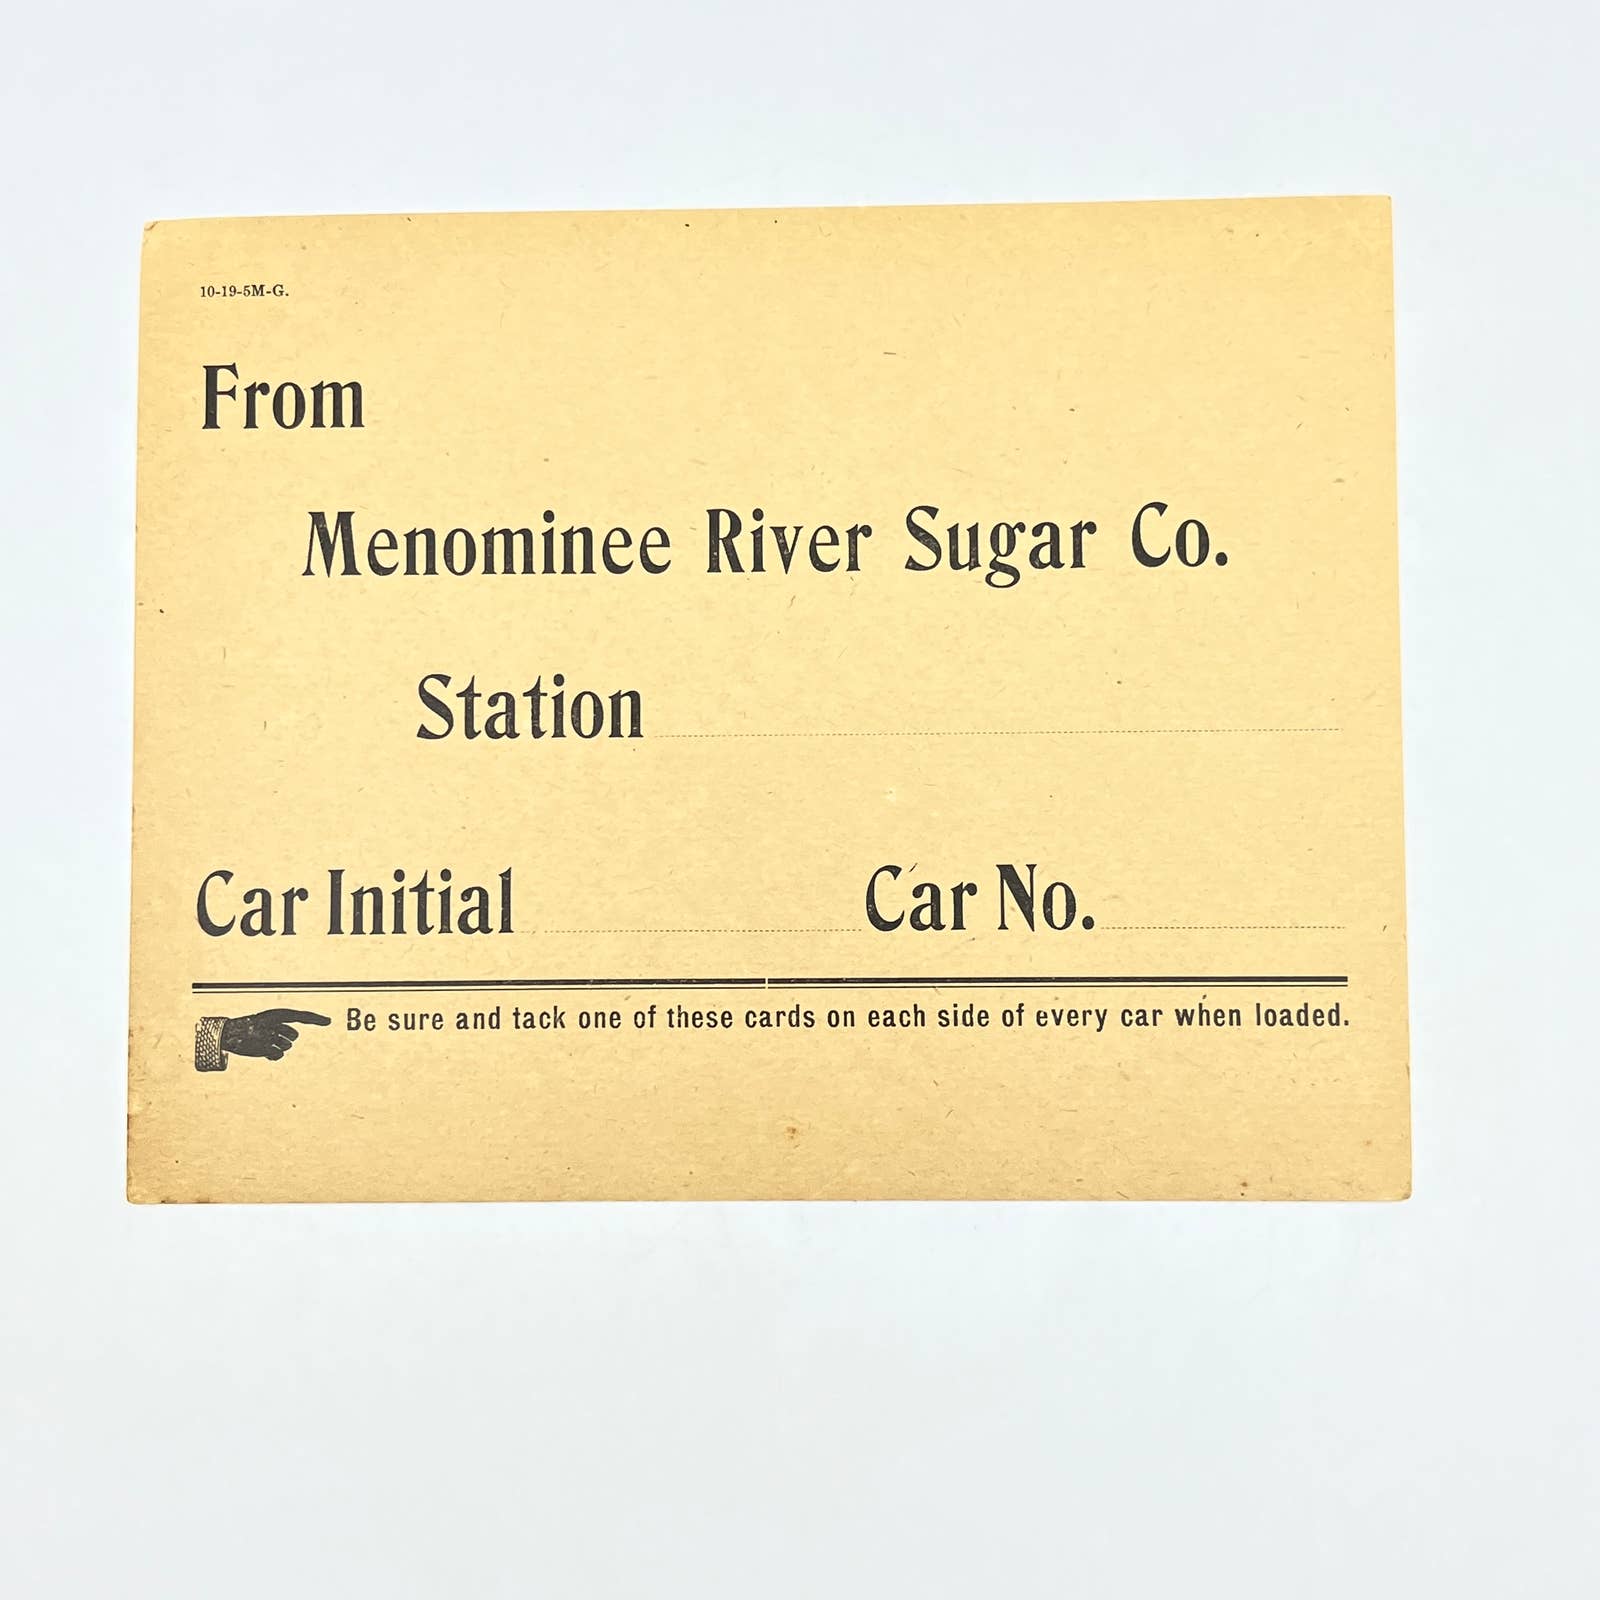 10-19-5M-G.
From
Menominee River Sugar Co.
Station
Car Initial Car No.
Be sure and tack one of these cards on each side of every car when loaded.